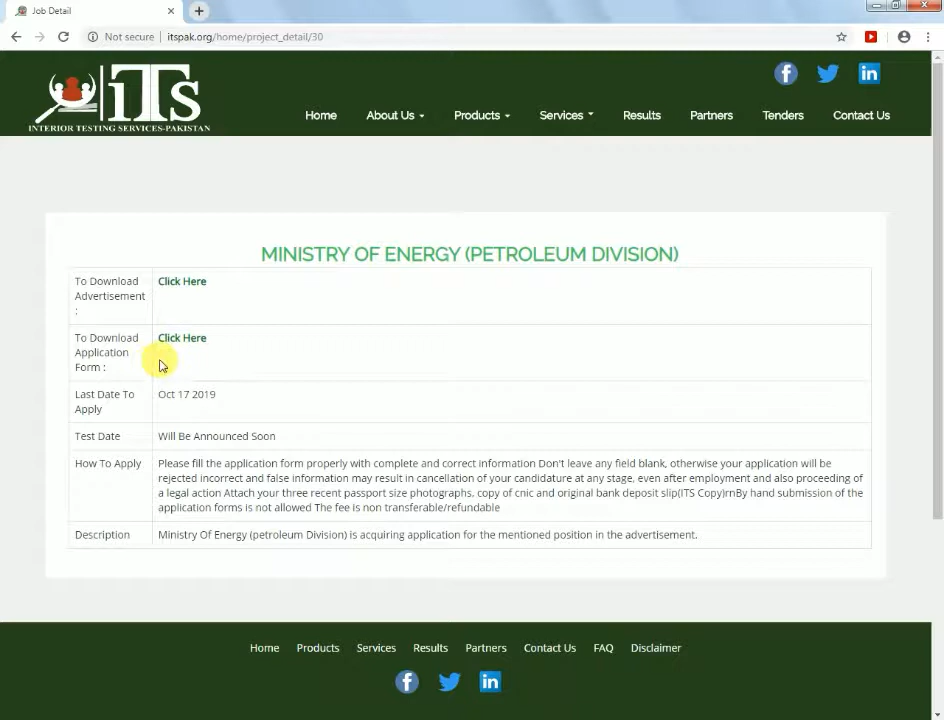 Job Detail
Not secure | itspak.org/home/project_detail/30
iTs
INTERIOR TESTING SERVICES-PAKISTAN
Home About Us Products Services Results Partners Tenders Contact Us
MINISTRY OF ENERGY (PETROLEUM DIVISION)
To Download Advertisement :
Click Here
To Download Application Form :
Click Here
Last Date To Apply
Oct 17 2019
Test Date
Will Be Announced Soon
How To Apply
Please fill the application form properly with complete and correct information Don't leave any field blank, otherwise your application will be
rejected incorrect and false information may result in cancellation of your candidature at any stage, even after employment and also proceeding of
a legal action Attach your three recent passport size photographs, copy of cnic and original bank deposit slip(ITS Copy)rnBy hand submission of the
application forms is not allowed The fee is non transferable/refundable
Description
Ministry Of Energy (petroleum Division) is acquiring application for the mentioned position in the advertisement.
Home Products Services Results Partners Contact Us FAQ Disclaimer